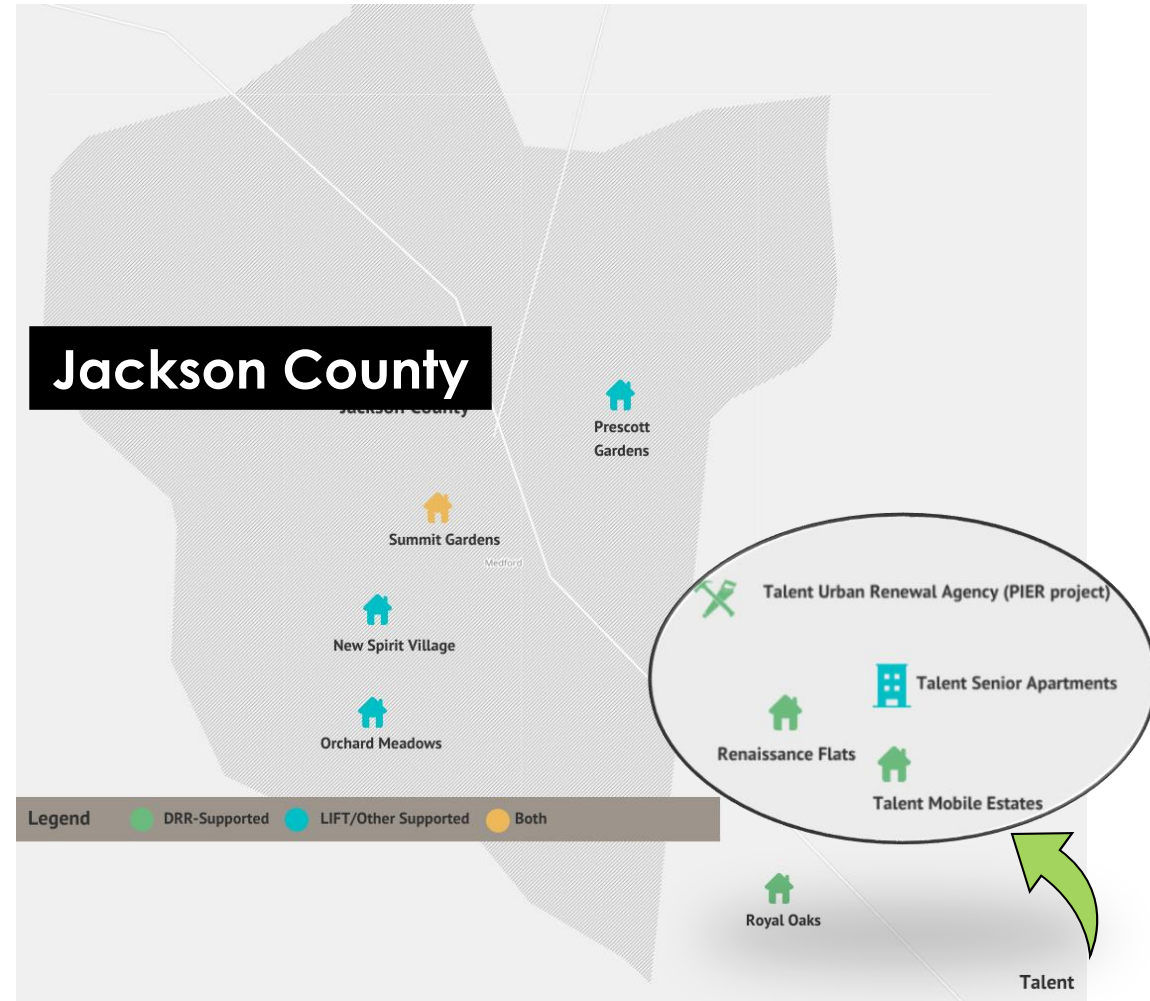 Jackson County
Jackson County
Prescott
Gardens
Summit Gardens
Medford
Talent Urban Renewal Agency (PIER project)
New Spirit Village
Talent Senior Apartments
Orchard Meadows
Renaissance Flats
Talent Mobile Estates
Legend
DRR-Supported
LIFT/Other Supported
Both
Royal Oaks
Talent